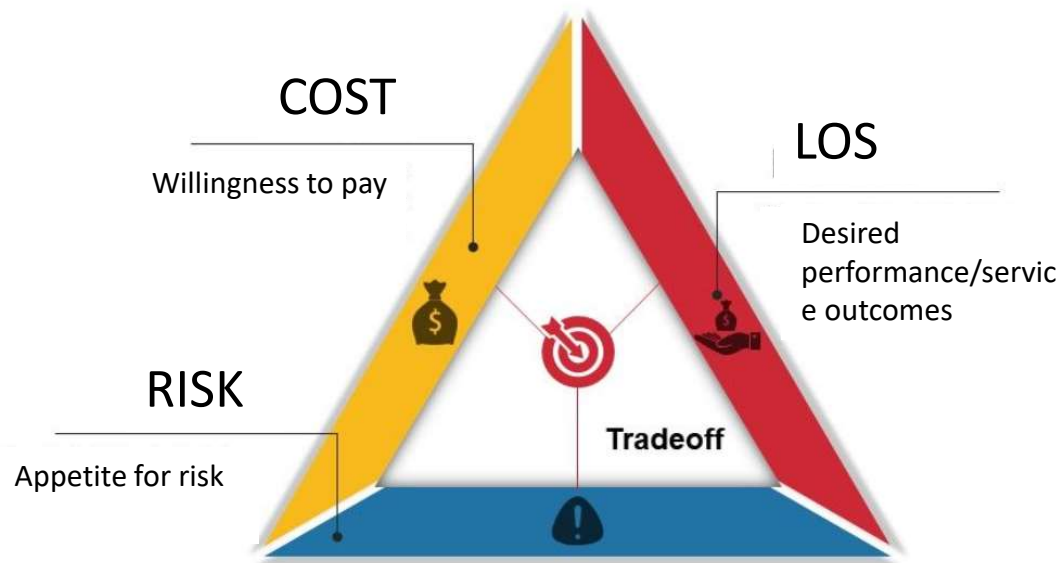 COST
Willingness to pay
LOS
Desired
performance/servic
e outcomes
RISK
Appetite for risk
Tradeoff
$
$
!